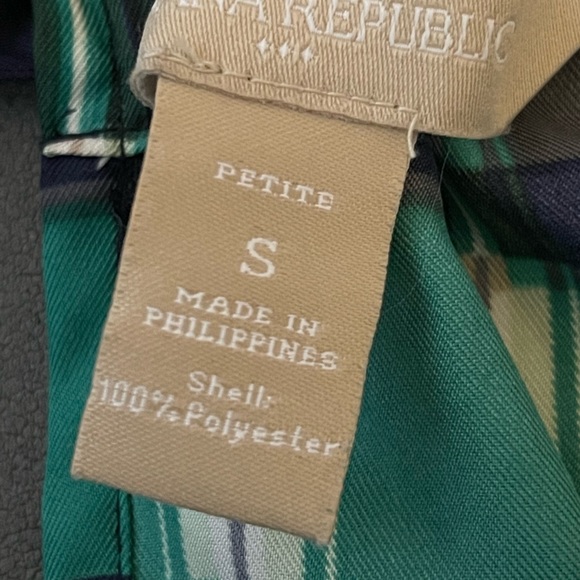 NA REPUBLIC
PETITE
S
MADE IN
PHILIPPINES
Shell:
100% Polyester